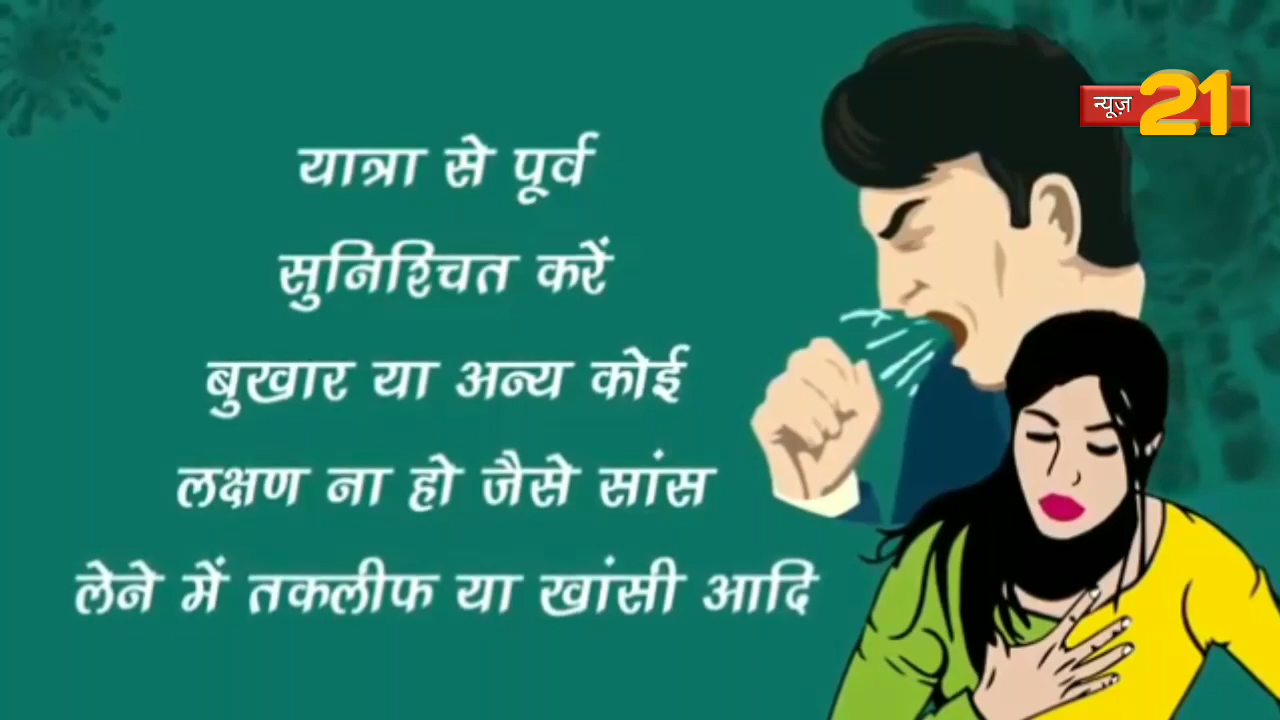 न्यूज़ 21
यात्रा से पूर्व
सुनिश्चित करें
बुखार या अन्य कोई
लक्षण ना हो जैसे सांस
लेने में तकलीफ या खांसी आदि